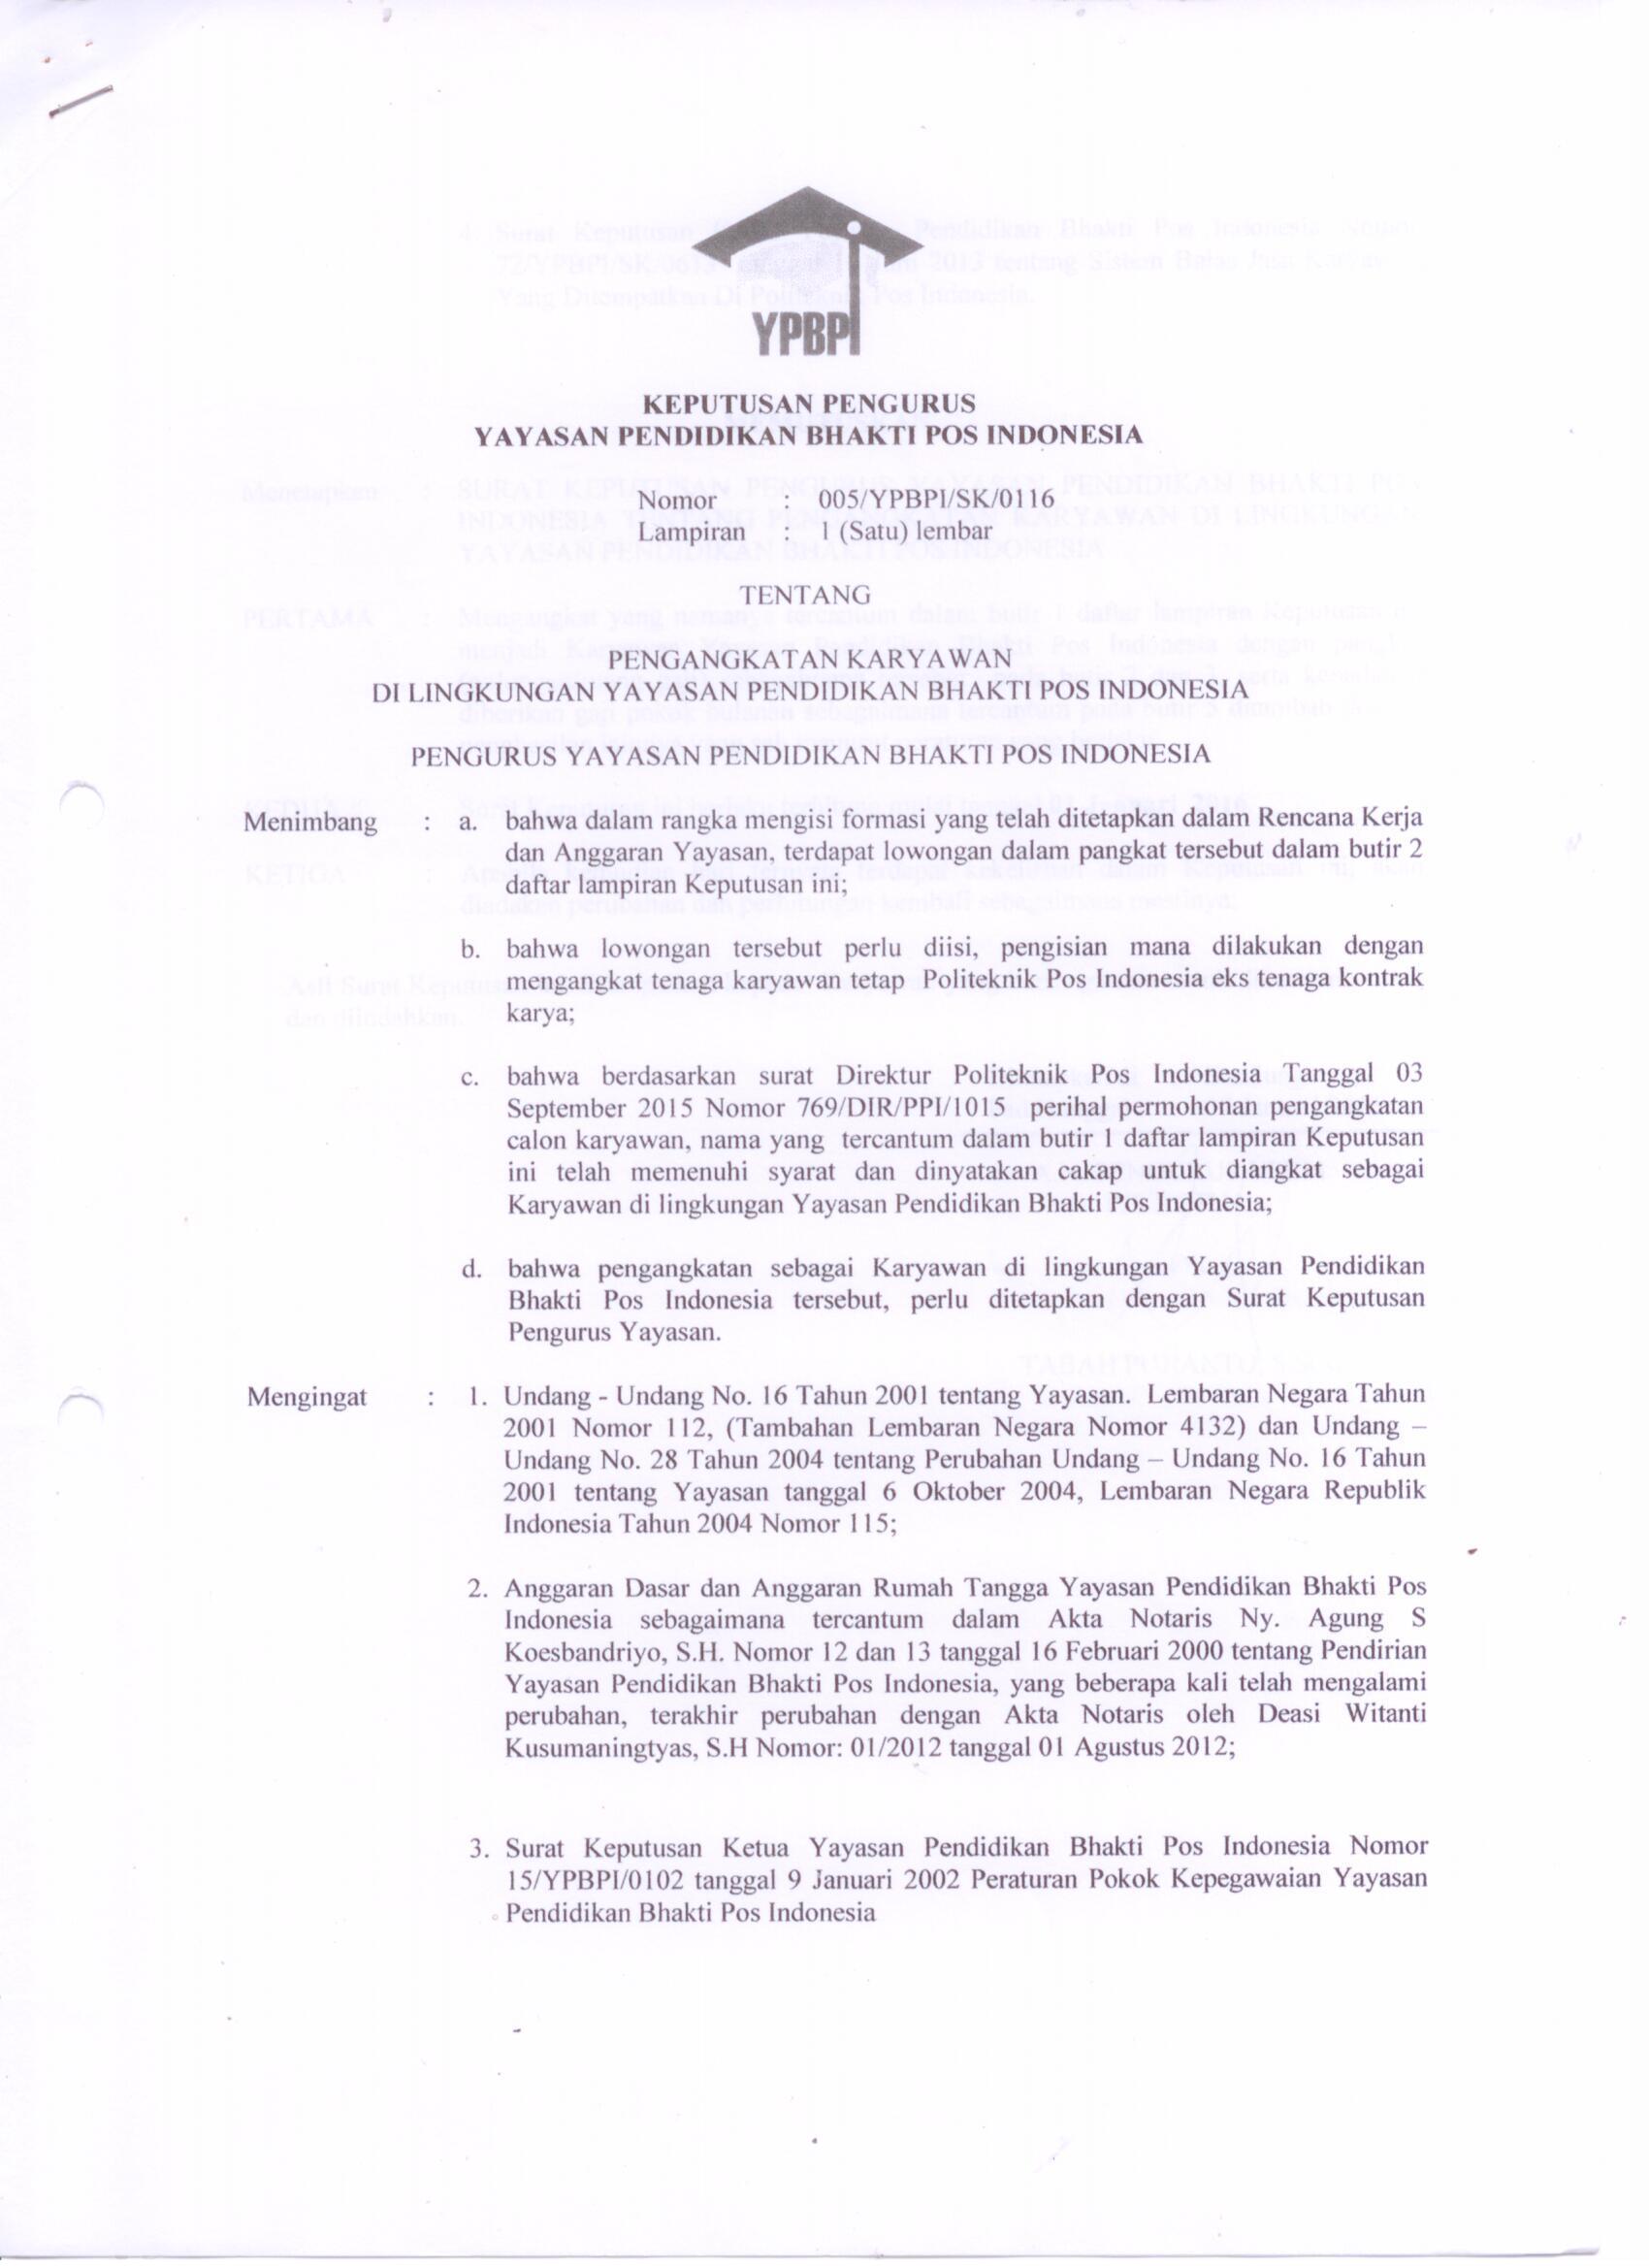 YPBPI
KEPUTUSAN PENGURUS
YAYASAN PENDIDIKAN BHAKTI POS INDONESIA
Nomor : 005/YPBPI/SK/0116
Lampiran : 1 (Satu) lembar
TENTANG
PENGANGKATAN KARYAWAN
DI LINGKUNGAN YAYASAN PENDIDIKAN BHAKTI POS INDONESIA
PENGURUS YAYASAN PENDIDIKAN BHAKTI POS INDONESIA
Menimbang : a. bahwa dalam rangka mengisi formasi yang telah ditetapkan dalam Rencana Kerja
dan Anggaran Yayasan, terdapat lowongan dalam pangkat tersebut dalam butir 2
daftar lampiran Keputusan ini;
b. bahwa lowongan tersebut perlu diisi, pengisian mana dilakukan dengan
mengangkat tenaga karyawan tetap Politeknik Pos Indonesia eks tenaga kontrak
karya;
c. bahwa berdasarkan surat Direktur Politeknik Pos Indonesia Tanggal 03
September 2015 Nomor 769/DIR/PPI/1015 perihal permohonan pengangkatan
calon karyawan, nama yang tercantum dalam butir 1 daftar lampiran Keputusan
ini telah memenuhi syarat dan dinyatakan cakap untuk diangkat sebagai
Karyawan di lingkungan Yayasan Pendidikan Bhakti Pos Indonesia;
d. bahwa pengangkatan sebagai Karyawan di lingkungan Yayasan Pendidikan
Bhakti Pos Indonesia tersebut, perlu ditetapkan dengan Surat Keputusan
Pengurus Yayasan.
Mengingat : 1. Undang - Undang No. 16 Tahun 2001 tentang Yayasan. Lembaran Negara Tahun
2001 Nomor 112, (Tambahan Lembaran Negara Nomor 4132) dan Undang –
Undang No. 28 Tahun 2004 tentang Perubahan Undang – Undang No. 16 Tahun
2001 tentang Yayasan tanggal 6 Oktober 2004, Lembaran Negara Republik
Indonesia Tahun 2004 Nomor 115;
2. Anggaran Dasar dan Anggaran Rumah Tangga Yayasan Pendidikan Bhakti Pos
Indonesia sebagaimana tercantum dalam Akta Notaris Ny. Agung S
Koesbandriyo, S.H. Nomor 12 dan 13 tanggal 16 Februari 2000 tentang Pendirian
Yayasan Pendidikan Bhakti Pos Indonesia, yang beberapa kali telah mengalami
perubahan, terakhir perubahan dengan Akta Notaris oleh Deasi Witanti
Kusumaningtyas, S.H Nomor: 01/2012 tanggal 01 Agustus 2012;
3. Surat Keputusan Ketua Yayasan Pendidikan Bhakti Pos Indonesia Nomor
15/YPBPI/0102 tanggal 9 Januari 2002 Peraturan Pokok Kepegawaian Yayasan
Pendidikan Bhakti Pos Indonesia